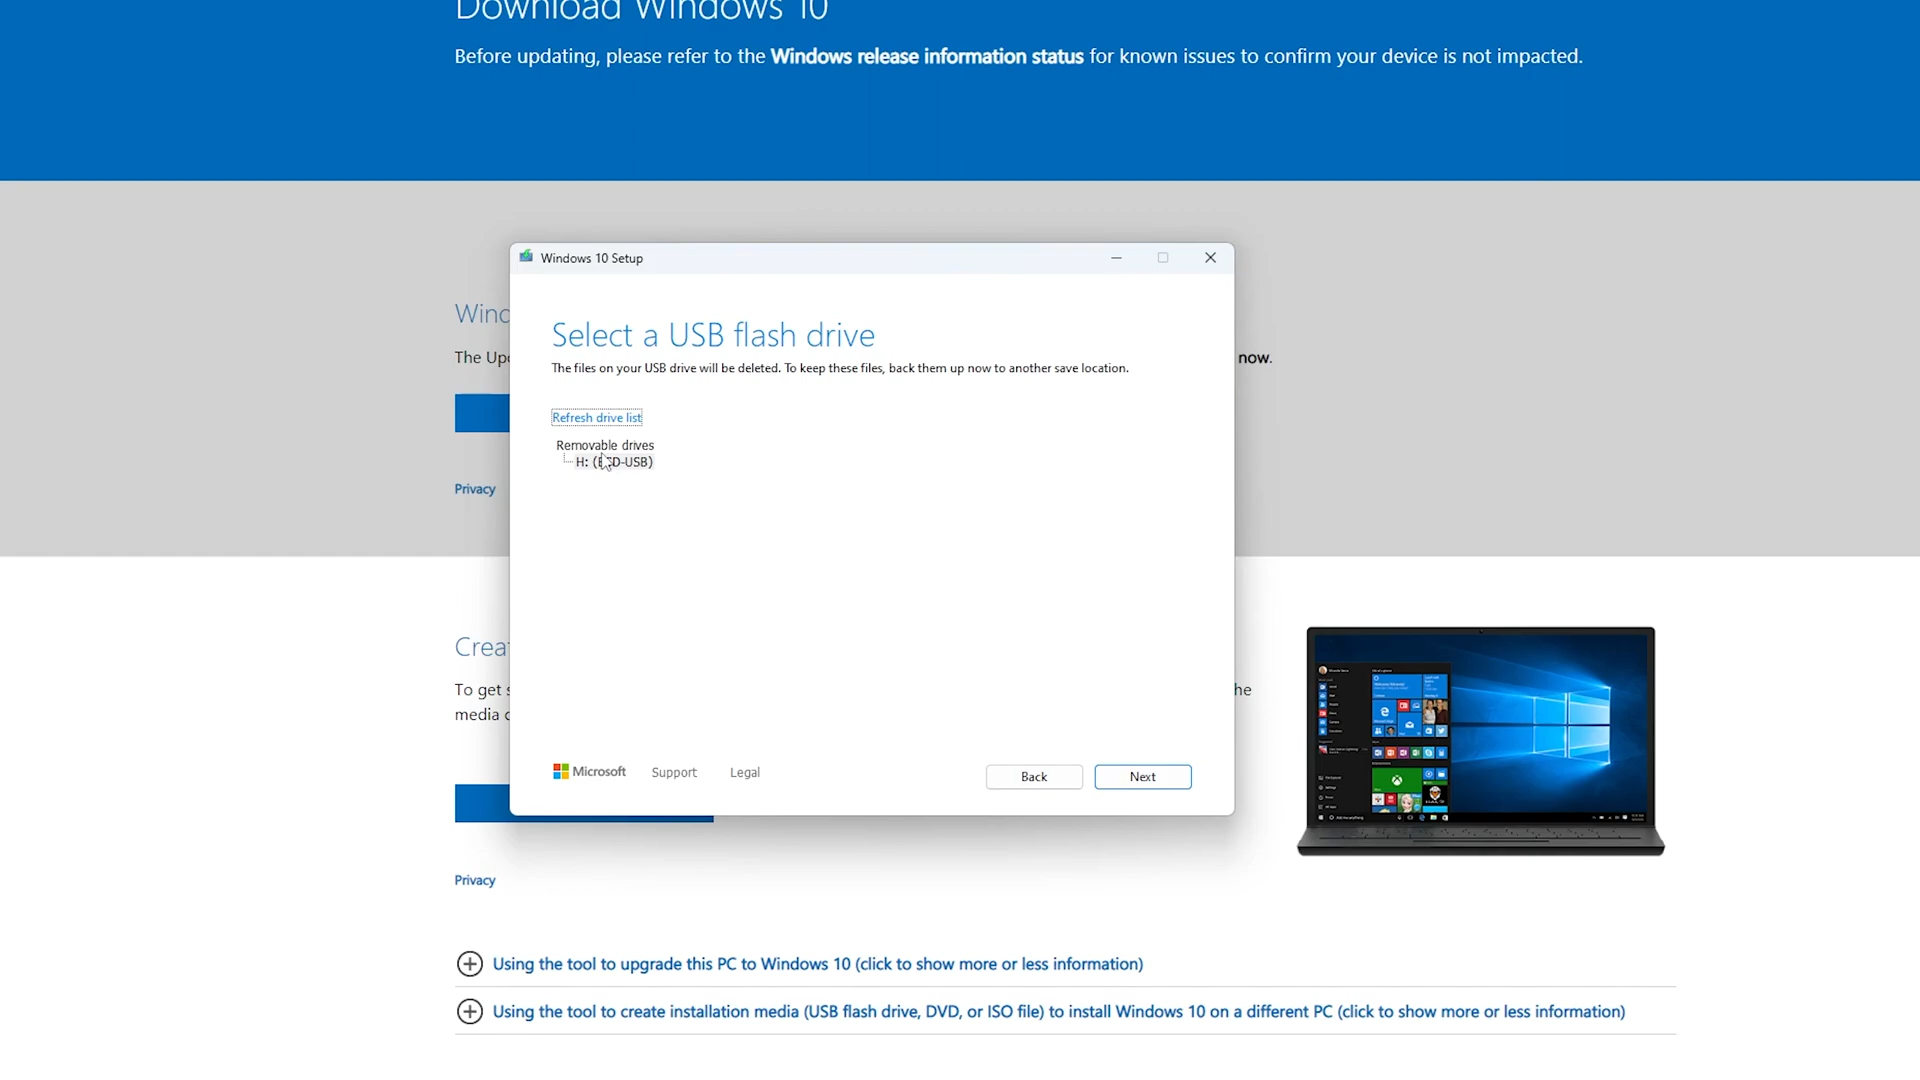 Download Windows 10
Before updating, please refer to the Windows release information status for known issues to confirm your device is not impacted.
Windows 10 Setup
Wind
Select a USB flash drive
The Upd
now.
The files on your USB drive will be deleted. To keep these files, back them up now to another save location.
Refresh drive list
Removable drives
H: (ESD-USB)
Privacy
Creat
To get s
he
media c
Microsoft
Support
Legal
Back
Next
Privacy
Using the tool to upgrade this PC to Windows 10 (click to show more or less information)
Using the tool to create installation media (USB flash drive, DVD, or ISO file) to install Windows 10 on a different PC (click to show more or less information)